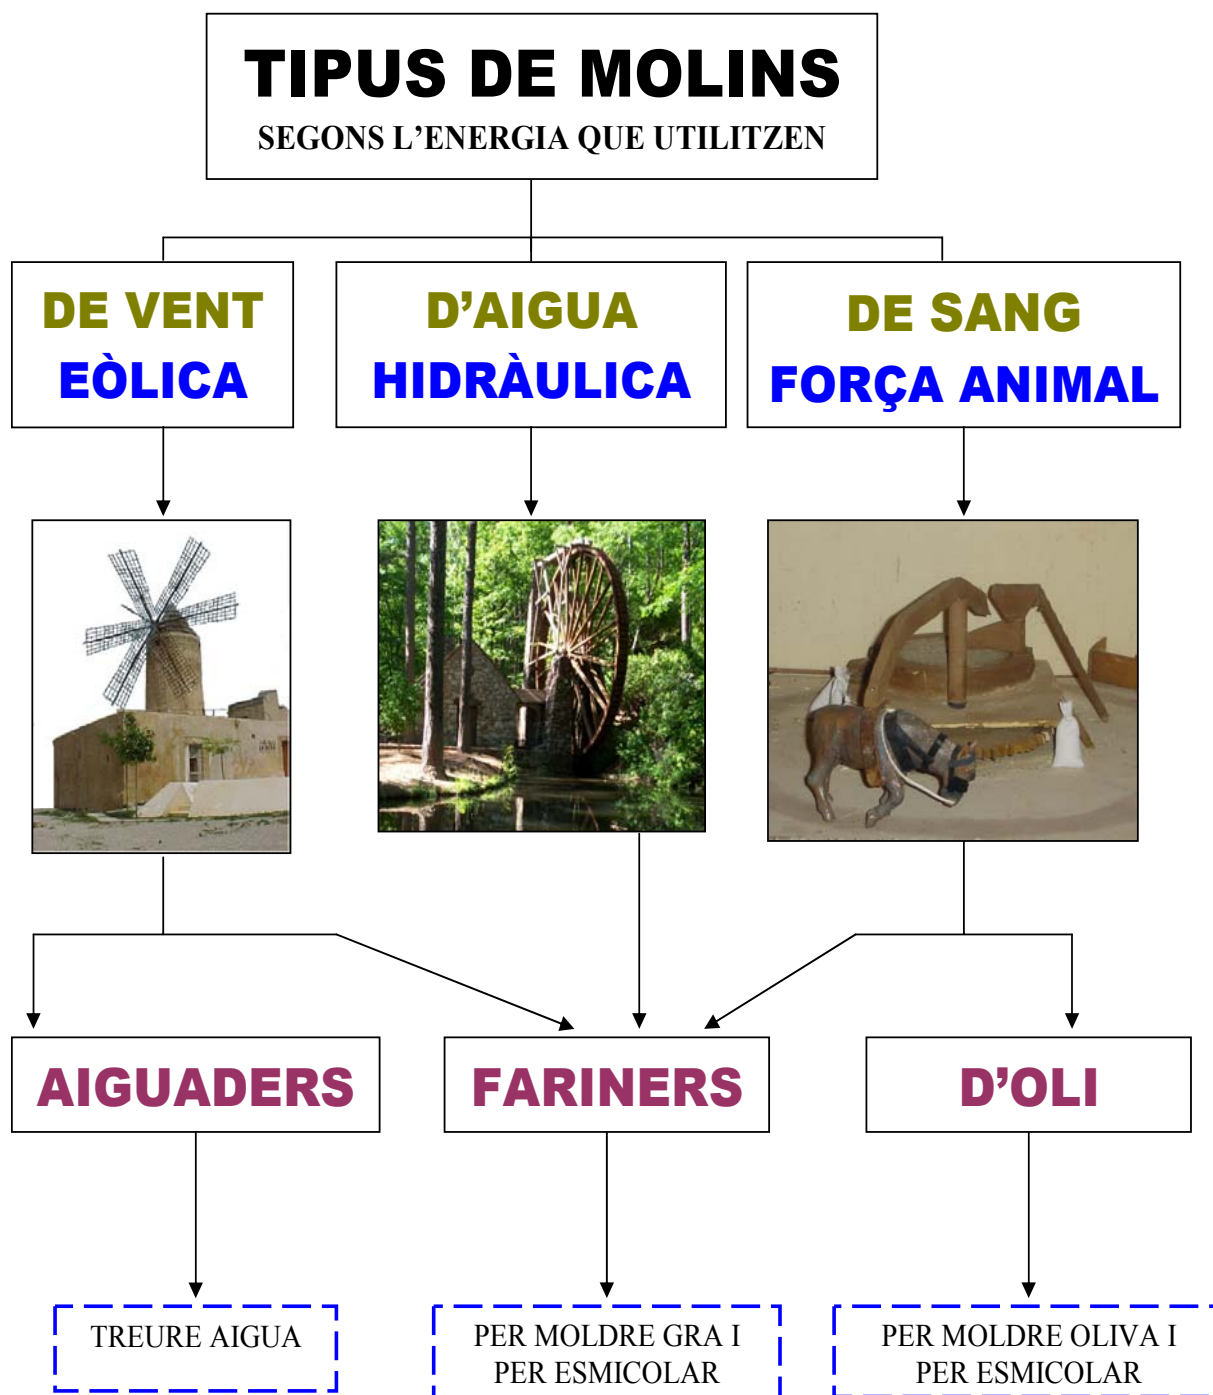 TIPUS DE MOLINS
SEGONS L’ENERGIA QUE UTILITZEN
DE VENT
EÒLICA
D’AIGUA
HIDRÀULICA
DE SANG
FORÇA ANIMAL
AIGUADERS
FARINERS
D’OLI
TREURE AIGUA
PER MOLDRE GRA I
PER ESMICOLAR
PER MOLDRE OLIVA I
PER ESMICOLAR